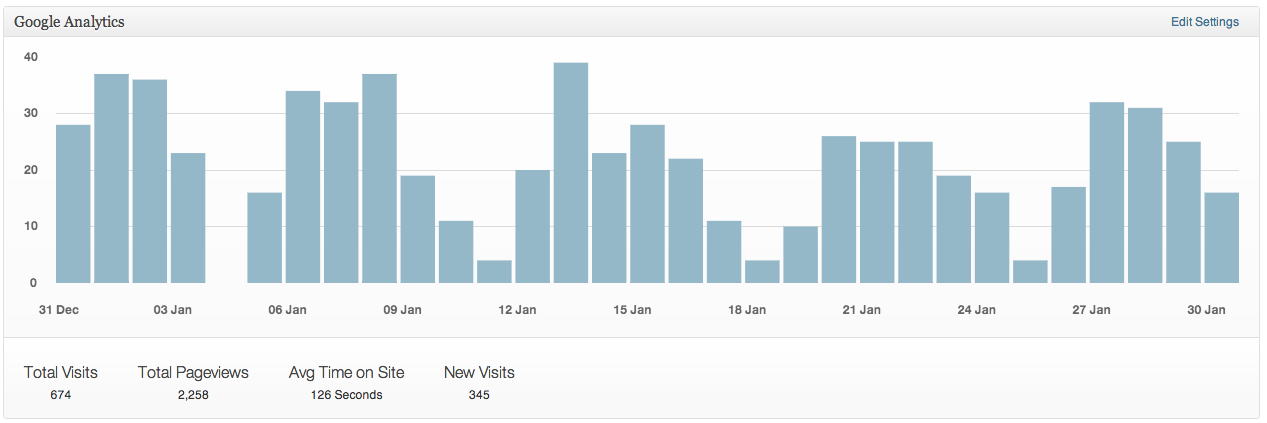 Google Analytics
Edit Settings
40
30
20
10
0
31 Dec 03 Jan 06 Jan 09 Jan 12 Jan 15 Jan 18 Jan 21 Jan 24 Jan 27 Jan 30 Jan
Total Visits Total Pageviews Avg Time on Site New Visits
674 2,258 126 Seconds 345